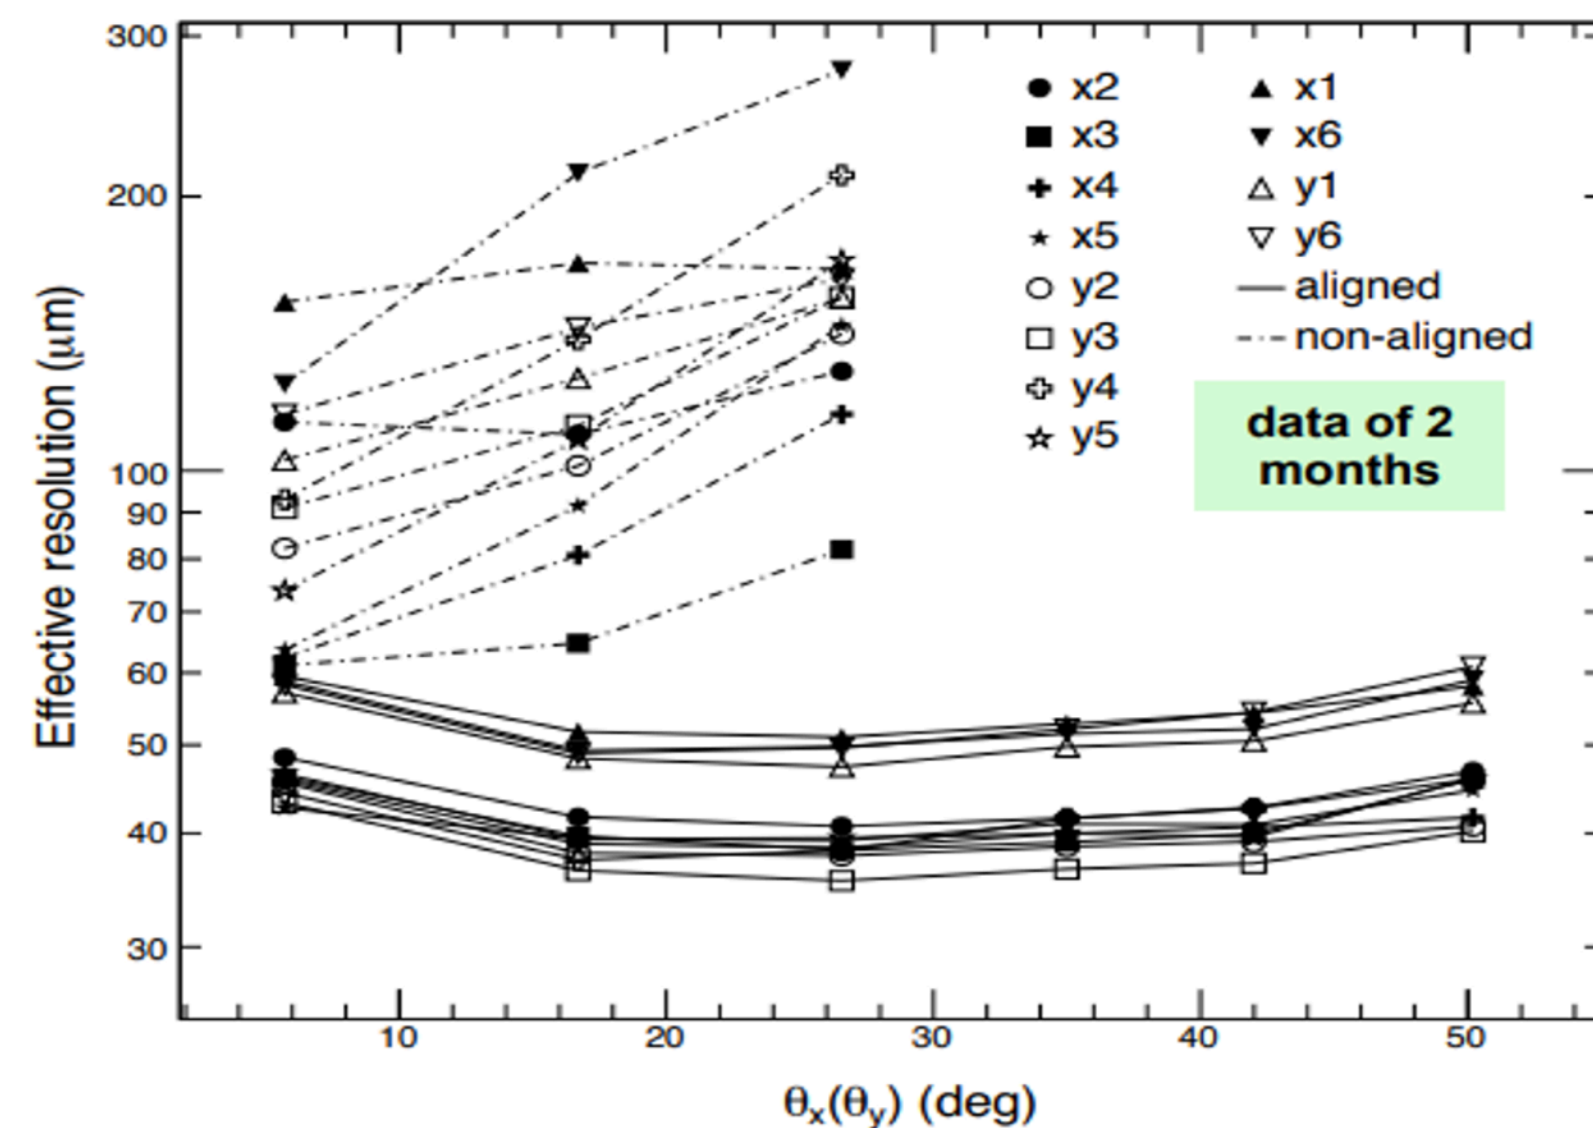 300
200
100
90
80
70
60
50
40
30
Effective resolution (μm)
x2
x3
x4
x5
y2
y3
y4
y5
x1
x6
y1
y6
aligned
non-aligned
data of 2
months
10 20 30 40 50
θx(θy) (deg)